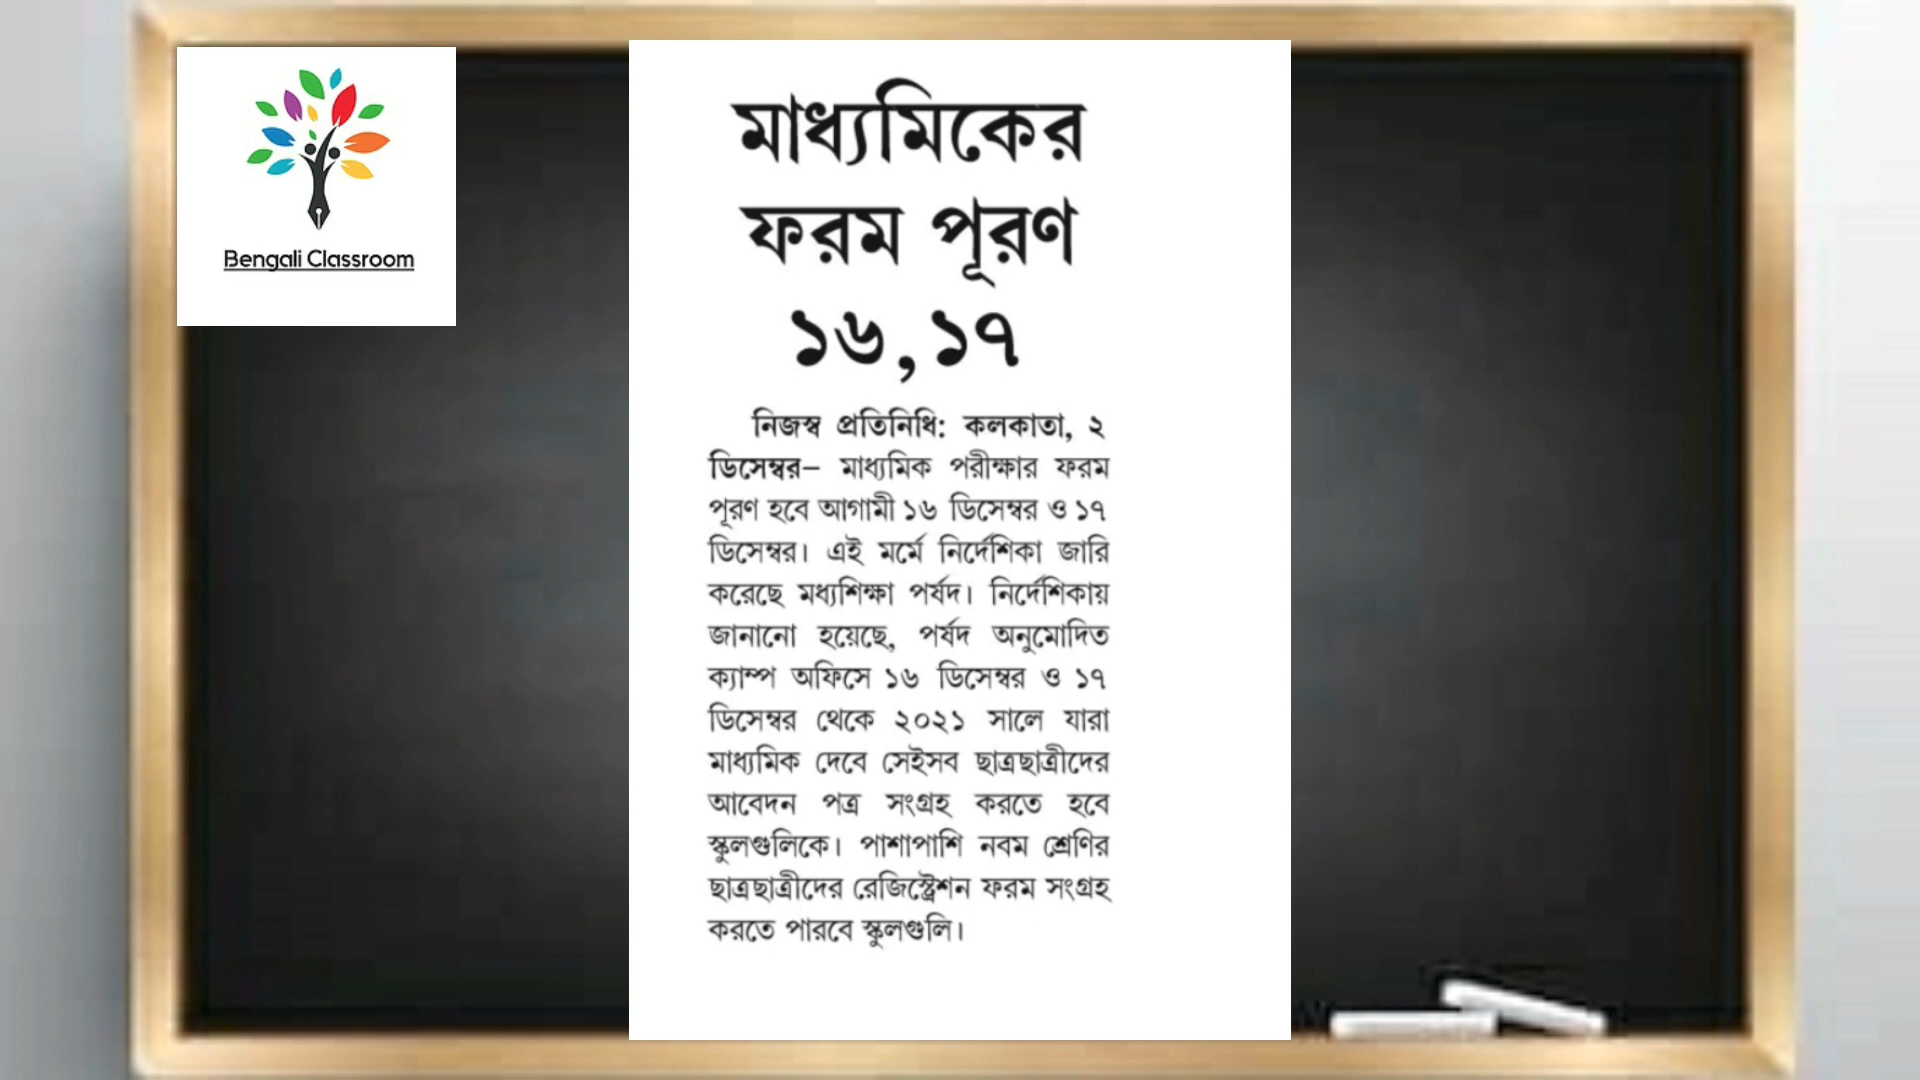 Bengali Classroom
মাধ্যমিকের
ফরম পূরণ
১৬,১৭
নিজস্ব প্রতিনিধি: কলকাতা, ২
ডিসেম্বর– মাধ্যমিক পরীক্ষার ফরম
পূরণ হবে আগামী ১৬ ডিসেম্বর ও ১৭
ডিসেম্বর। এই মর্মে নির্দেশিকা জারি
করেছে মধ্যশিক্ষা পর্ষদ। নির্দেশিকায়
জানানো হয়েছে, পর্ষদ অনুমোদিত
ক্যাম্প অফিসে ১৬ ডিসেম্বর ও ১৭
ডিসেম্বর থেকে ২০২১ সালে যারা
মাধ্যমিক দেবে সেইসব ছাত্রছাত্রীদের
আবেদন পত্র সংগ্রহ করতে হবে
স্কুলগুলিকে। পাশাপাশি নবম শ্রেণির
ছাত্রছাত্রীদের রেজিস্ট্রেশন ফরম সংগ্রহ
করতে পারবে স্কুলগুলি।